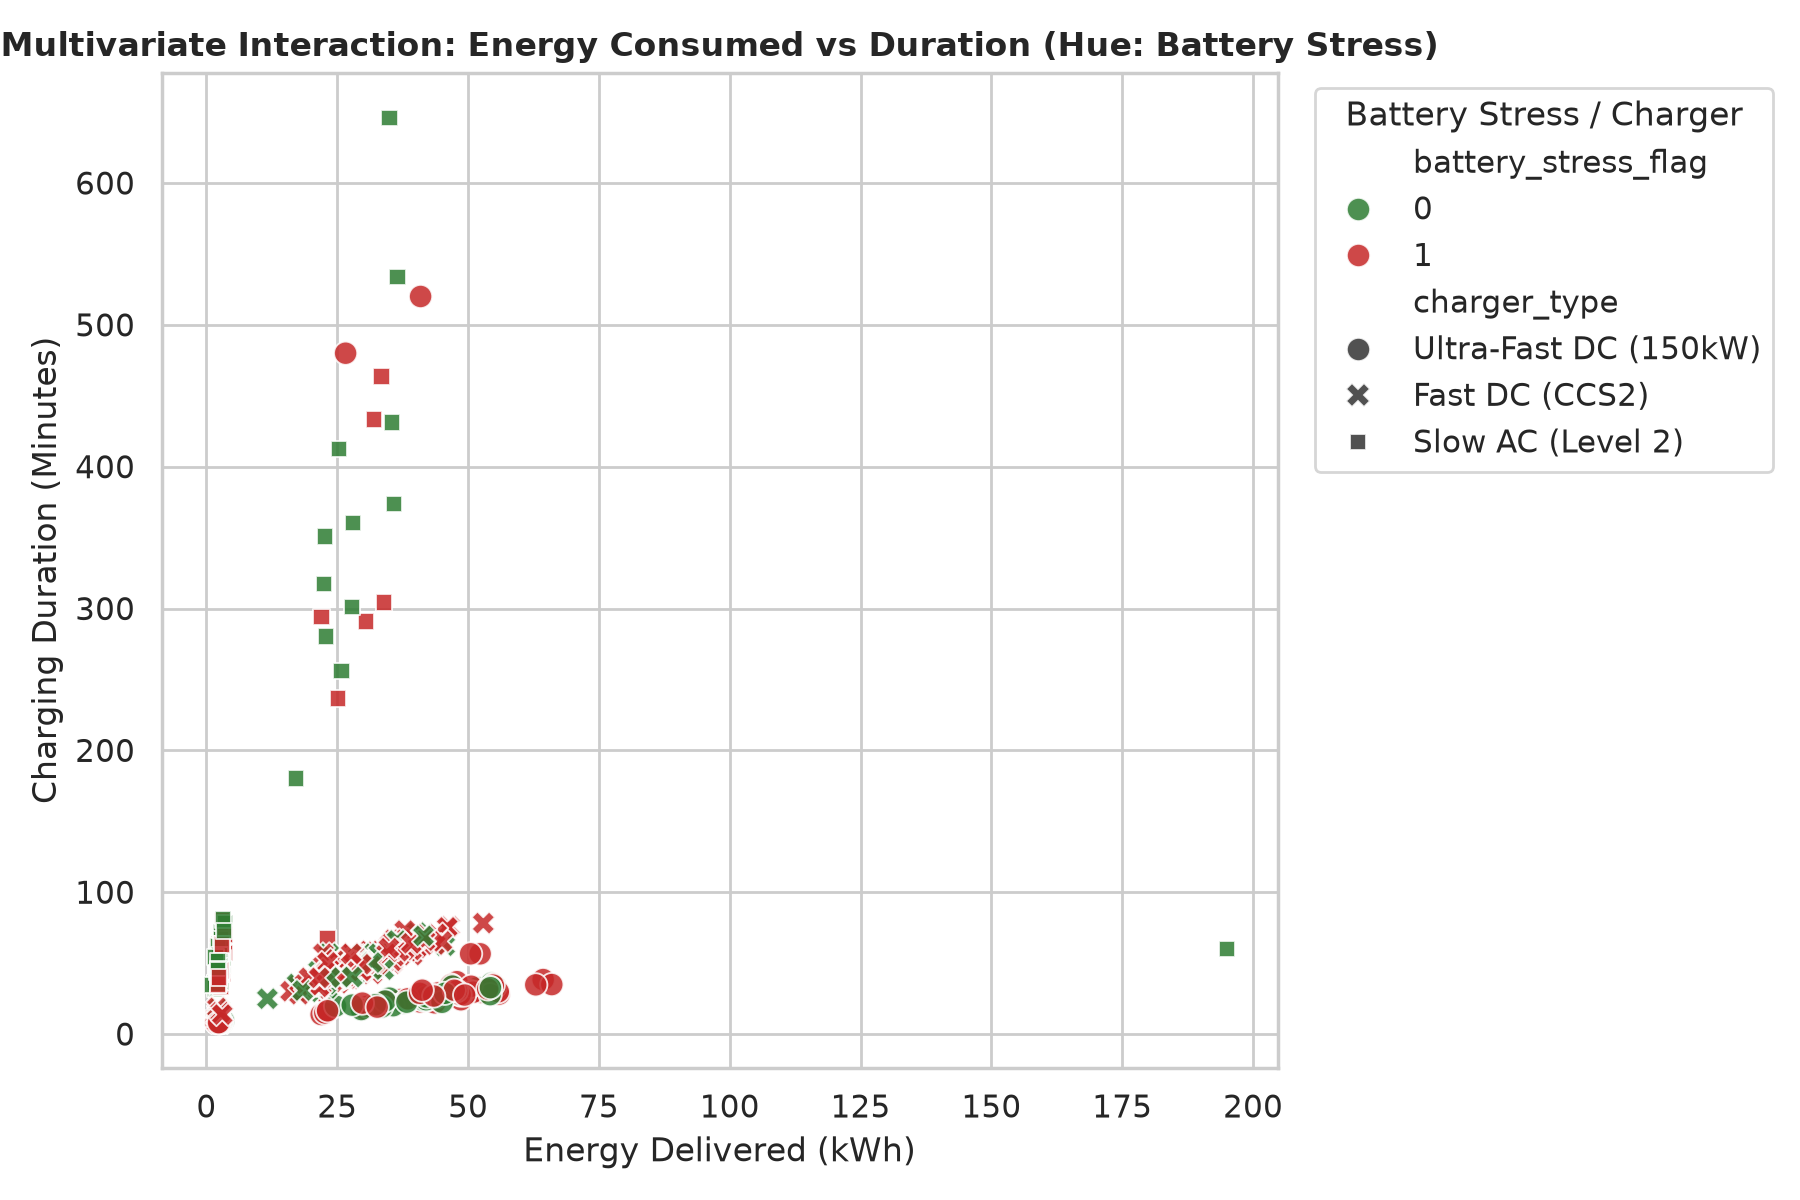 Multivariate Interaction: Energy Consumed vs Duration (Hue: Battery Stress)
Battery Stress / Charger
battery_stress_flag
0
1
charger_type
Ultra-Fast DC (150kW)
Fast DC (CCS2)
Slow AC (Level 2)
Charging Duration (Minutes)
600
500
400
300
200
100
0
0 25 50 75 100 125 150 175 200
Energy Delivered (kWh)